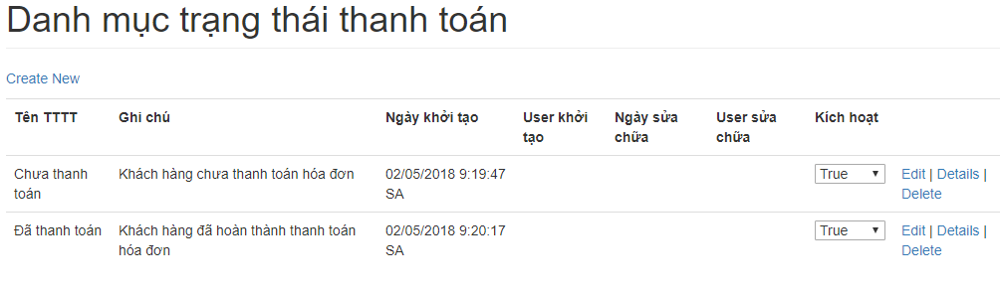 Danh mục trạng thái thanh toán
Create New
Tên TTTT Ghi chú Ngày khởi tạo User khởi tạo Ngày sửa chữa User sửa chữa Kích hoạt
Chưa thanh toán Khách hàng chưa thanh toán hóa đơn 02/05/2018 9:19:47 SA True Edit | Details | Delete
Đã thanh toán Khách hàng đã hoàn thành thanh toán hóa đơn 02/05/2018 9:20:17 SA True Edit | Details | Delete